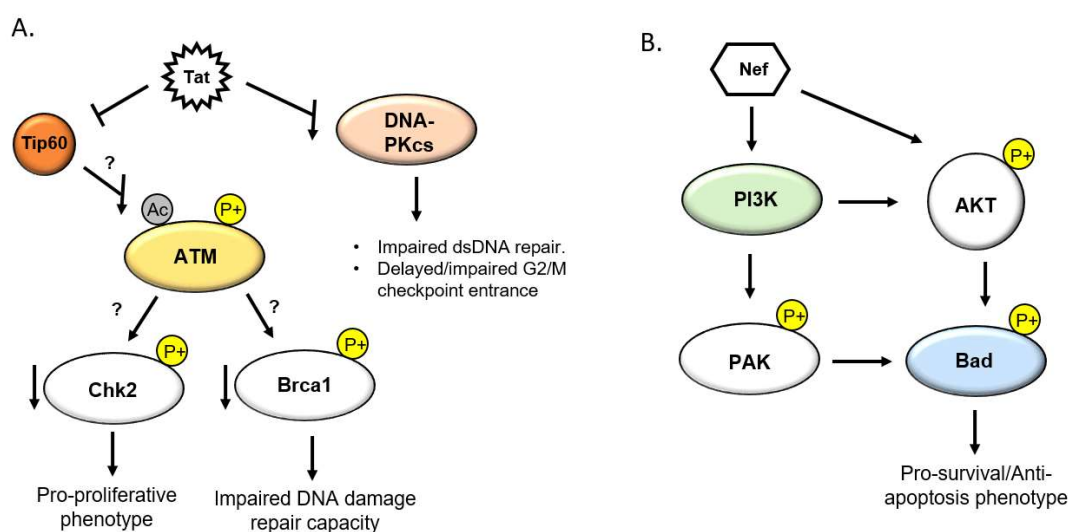 A.
Tat
Tip60
?
DNA-
PKcs
Ac
P+
ATM
• Impaired dsDNA repair.
• Delayed/impaired G2/M
checkpoint entrance
?
?
P+
Chk2
P+
Brca1
Pro-proliferative
phenotype
Impaired DNA damage
repair capacity
B.
Nef
P+
PI3K
AKT
P+
PAK
P+
Bad
Pro-survival/Anti-
apoptosis phenotype